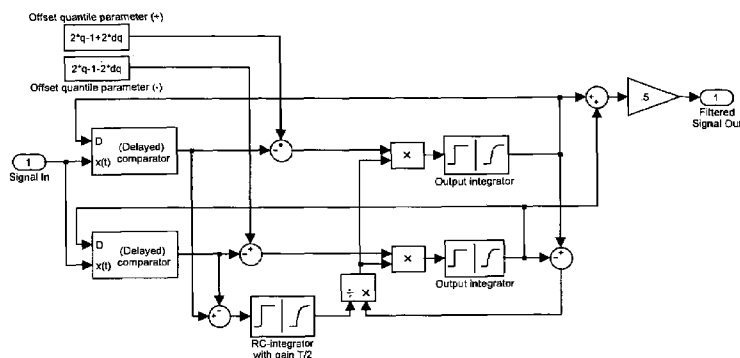 Offset quantile parameter (+)
2*q-1+2*dq
2*q-1-2*dq
Offset quantile parameter (-)
1
Signal In
D
x(t)
(Delayed)
comparator
+
-
×
Output integrator
+
+
.5
1
Filtered
Signal Out
D
x(t)
(Delayed)
comparator
-
+
×
Output integrator
+
-
÷ ×
RC-integrator
with gain T/2